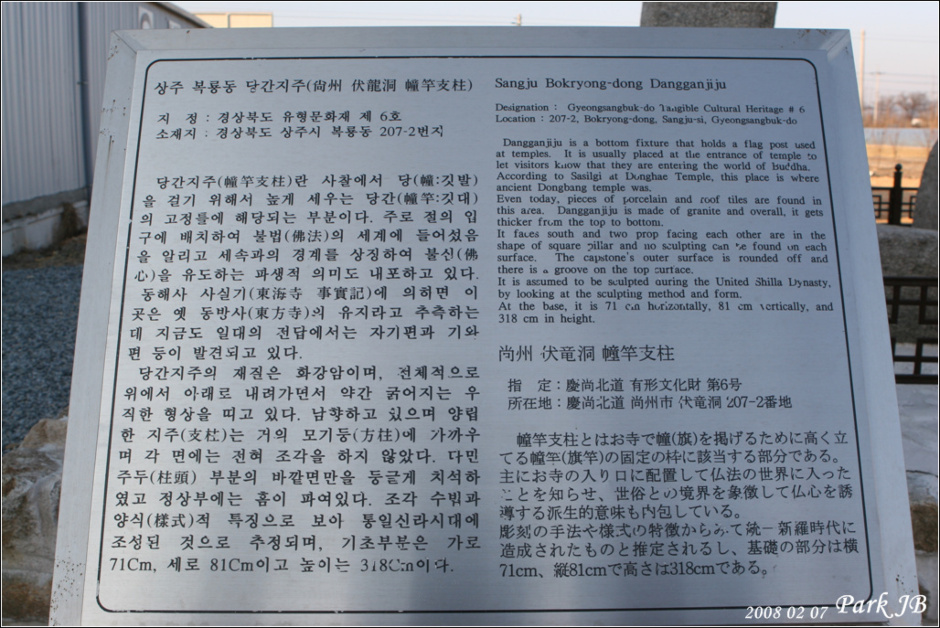 상주 복룡동 당간지주(尙州 伏龍洞 幢竿支柱)
지 정 : 경상북도 유형문화재 제 6호
소재지 : 경상북도 상주시 복룡동 207-2번지
당간지주(幢竿支柱)란 사찰에서 당(幢:깃발)
을 걸기 위해서 높게 세우는 당간(幢竿:깃대)
의 고정틀에 해당되는 부분이다. 주로 절의 입
구에 배치하여 불법(佛法)의 세계에 들어섰음
을 알리고 세속과의 경계를 상징하여 불신(佛
心)을 유도하는 파생적 의미도 내포하고 있다.
동해사 사실기(東海寺 事實記)에 의하면 이
곳은 옛 동방사(東方寺)의 유지라고 추측하는
데 지금도 일대의 전답에서는 자기편과 기와
편 등이 발견되고 있다.
당간지주의 재질은 화강암이며, 전체적으로
위에서 아래로 내려가면서 약간 굵어지는 우
직한 형상을 띠고 있다. 남향하고 있으며 양립
한 지주(支柱)는 거의 모기둥(方柱)에 가까우
며 각 면에는 전혀 조각을 하지 않았다. 다만
주두(柱頭) 부분의 바깥면만을 둥글게 치석하
였고 정상부에는 홈이 파여있다. 조각 수법과
양식(樣式)적 특징으로 보아 통일신라시대에
조성된 것으로 추정되며, 기초부분은 가로
71Cm, 세로 81Cm이고 높이는 318Cm이다.
Sangju Bokryong-dong Dangganjiju
Designation : Gyeongsangbuk-do Tangible Cultural Heritage # 6
Location : 207-2, Bokryong-dong, Sangju-si, Gyeongsangbuk-do
Dangganjiju is a bottom fixture that holds a flag post used
at temples. It is usually placed at the entrance of temple to
let visitors know that they are entering the world of Buddha.
According to Sasilgi at Donghae Temple, this place is where
ancient Dongbang temple was.
Even today, pieces of porcelain and roof tiles are found in
this area. Dangganjiju is made of granite and overall, it gets
thicker from the top to bottom.
It faces south and two prop facing each other are in the
shape of square pillar and no sculpting can be found on each
surface. The capstone's outer surface is rounded off and
there is a groove on the top surface.
It is assumed to be sculpted during the United Shilla Dynasty,
by looking at the sculpting method and form.
At the base, it is 71 cm horizontally, 81 cm vertically, and
318 cm in height.
尚州 伏竜洞 幢竿支柱
指 定 : 慶尚北道 有形文化財 第6号
所在地 : 慶尚北道 尚州市 伏竜洞 207-2番地
幢竿支柱とはお寺で幢(旗)を掲げるために高く立
てる幢竿(旗竿)の固定の枠に該当する部分である。
主にお寺の入り口に配置して仏法の世界に入った
ことを知らせ、世俗との境界を象徴して仏心を誘
導する派生的意味も内包している。
彫刻の手法や様式の特徴からみて統一新羅時代に
造成されたものと推定されるし、基礎の部分は横
71cm、縦81cmで高さは318cmである。
2008 02 07 Park JB